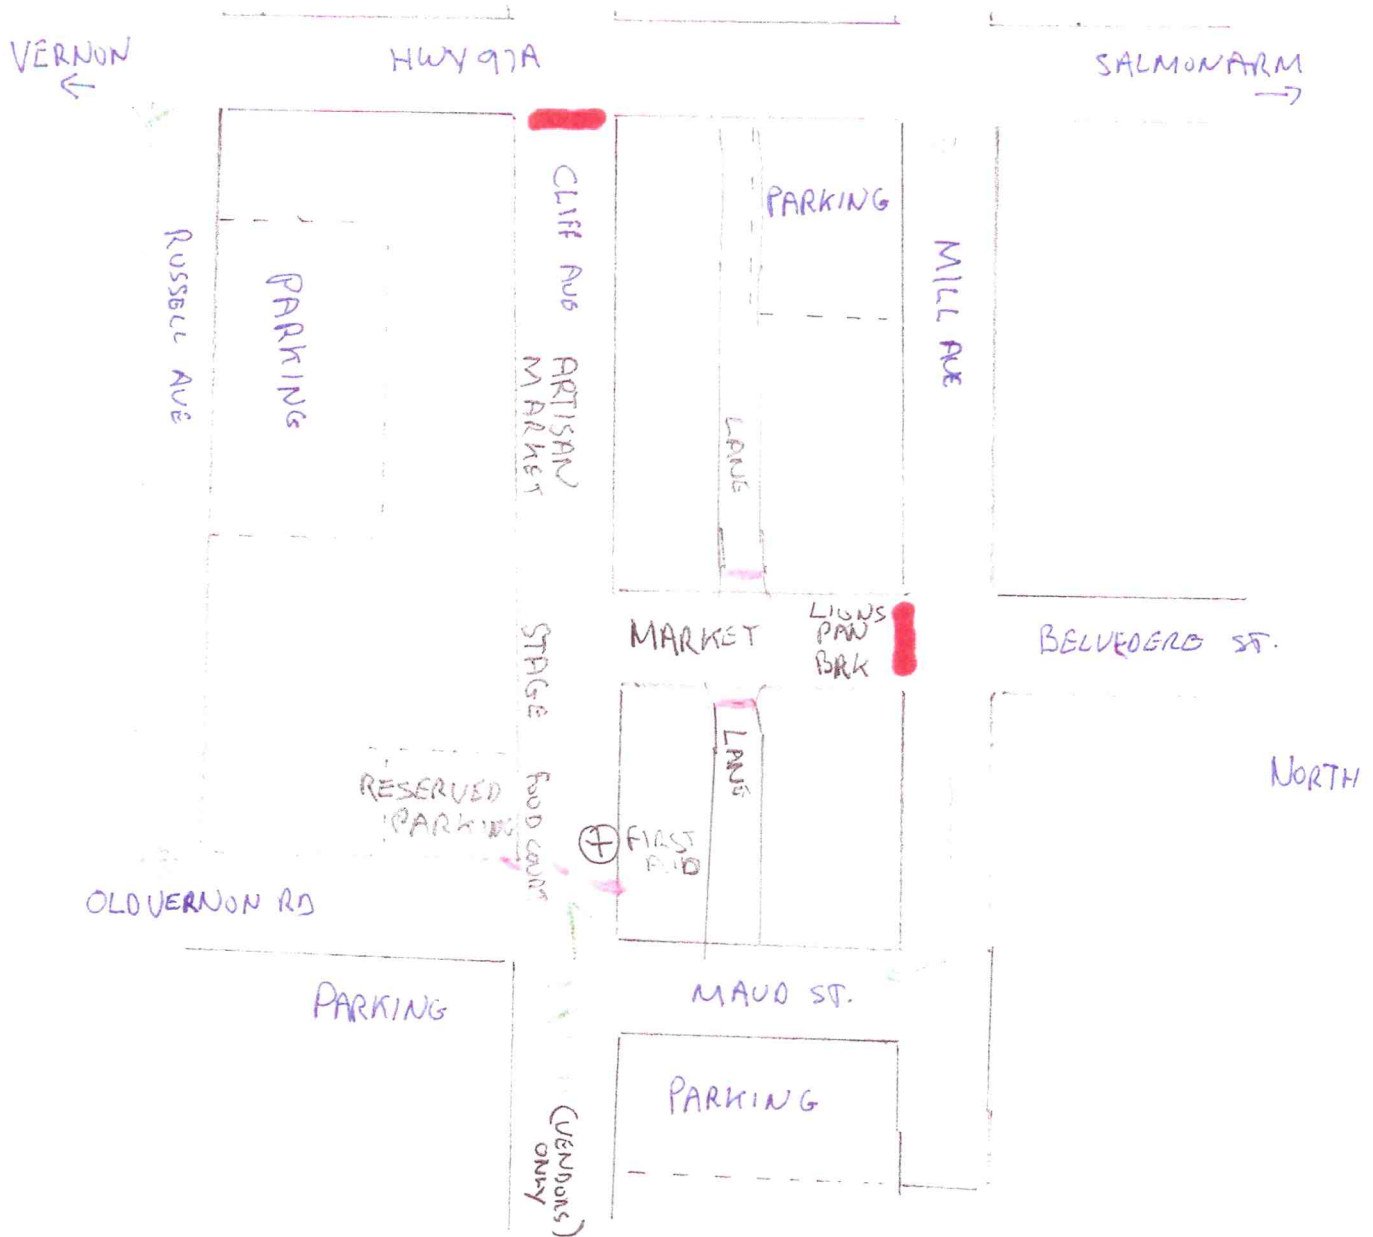 VERNON
←
HWY 97A
SALMON ARM
→
RUSSELL AVE
PARKING
CLIFF AVE
PARKING
MILL AVE
ARTISAN
MARKET
LANE
STAGE
MARKET
LIONS
PAN
BRK
BELVEDERE ST.
LANE
NORTH
RESERVED
PARKING
FOOD COURT
FIRST
AID
OLD VERNON RD
PARKING
MAUD ST.
PARKING
(VENDORS)
ONLY